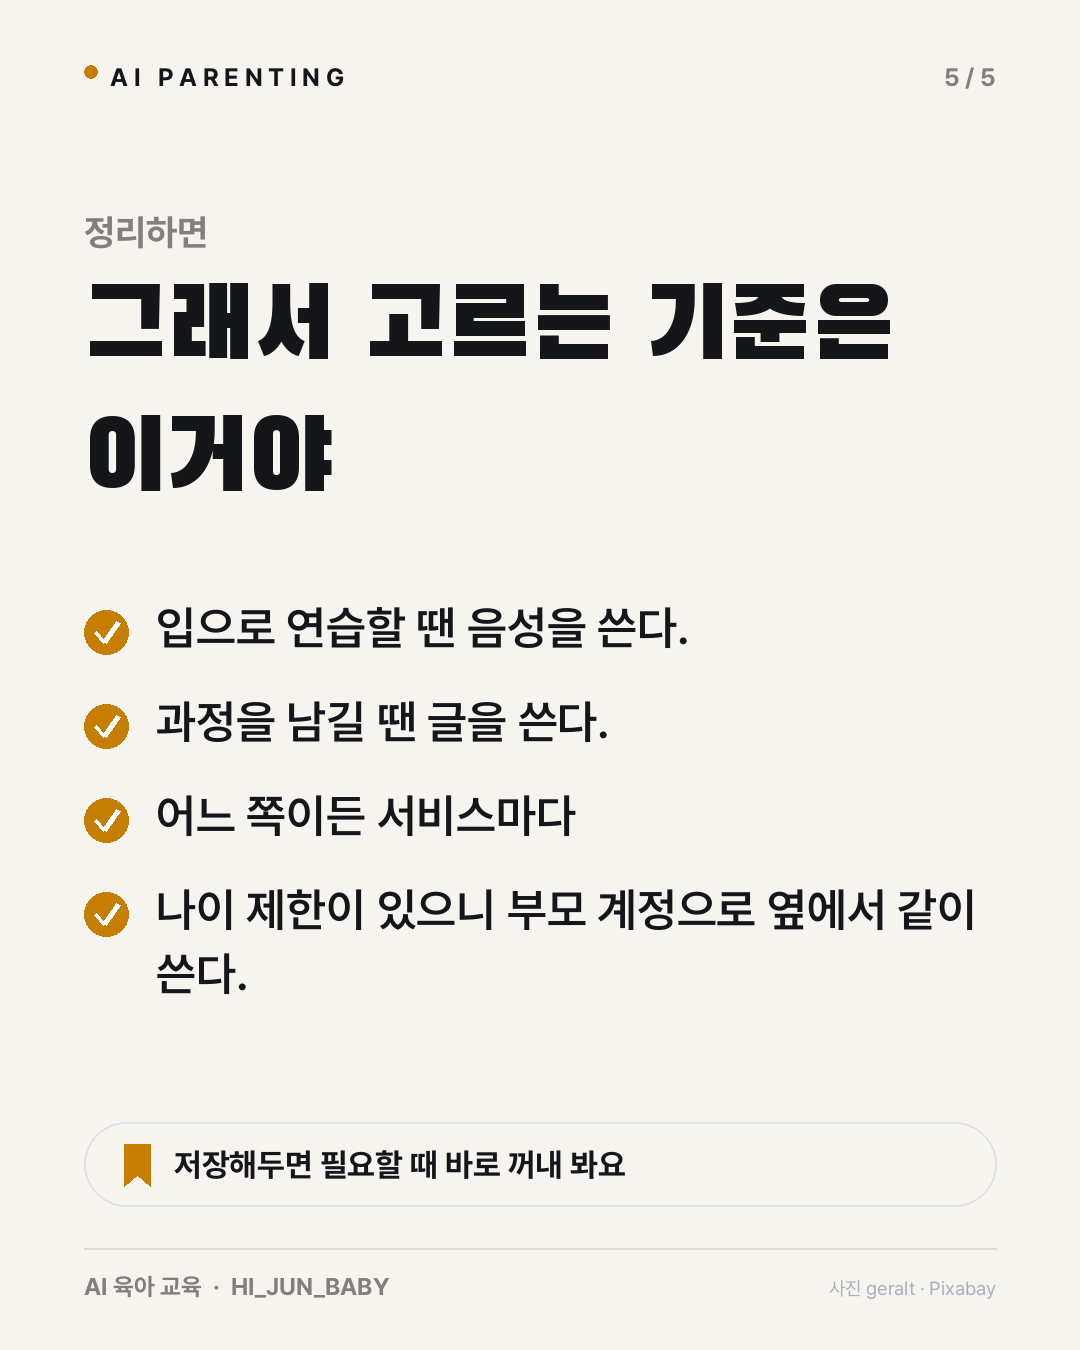 AI PARENTING
5 / 5
정리하면
그래서 고르는 기준은
이거야
입으로 연습할 땐 음성을 쓴다.
과정을 남길 땐 글을 쓴다.
어느 쪽이든 서비스마다
나이 제한이 있으니 부모 계정으로 옆에서 같이
쓴다.
저장해두면 필요할 때 바로 꺼내 봐요
AI 육아 교육 · HI_JUN_BABY
사진 geralt · Pixabay